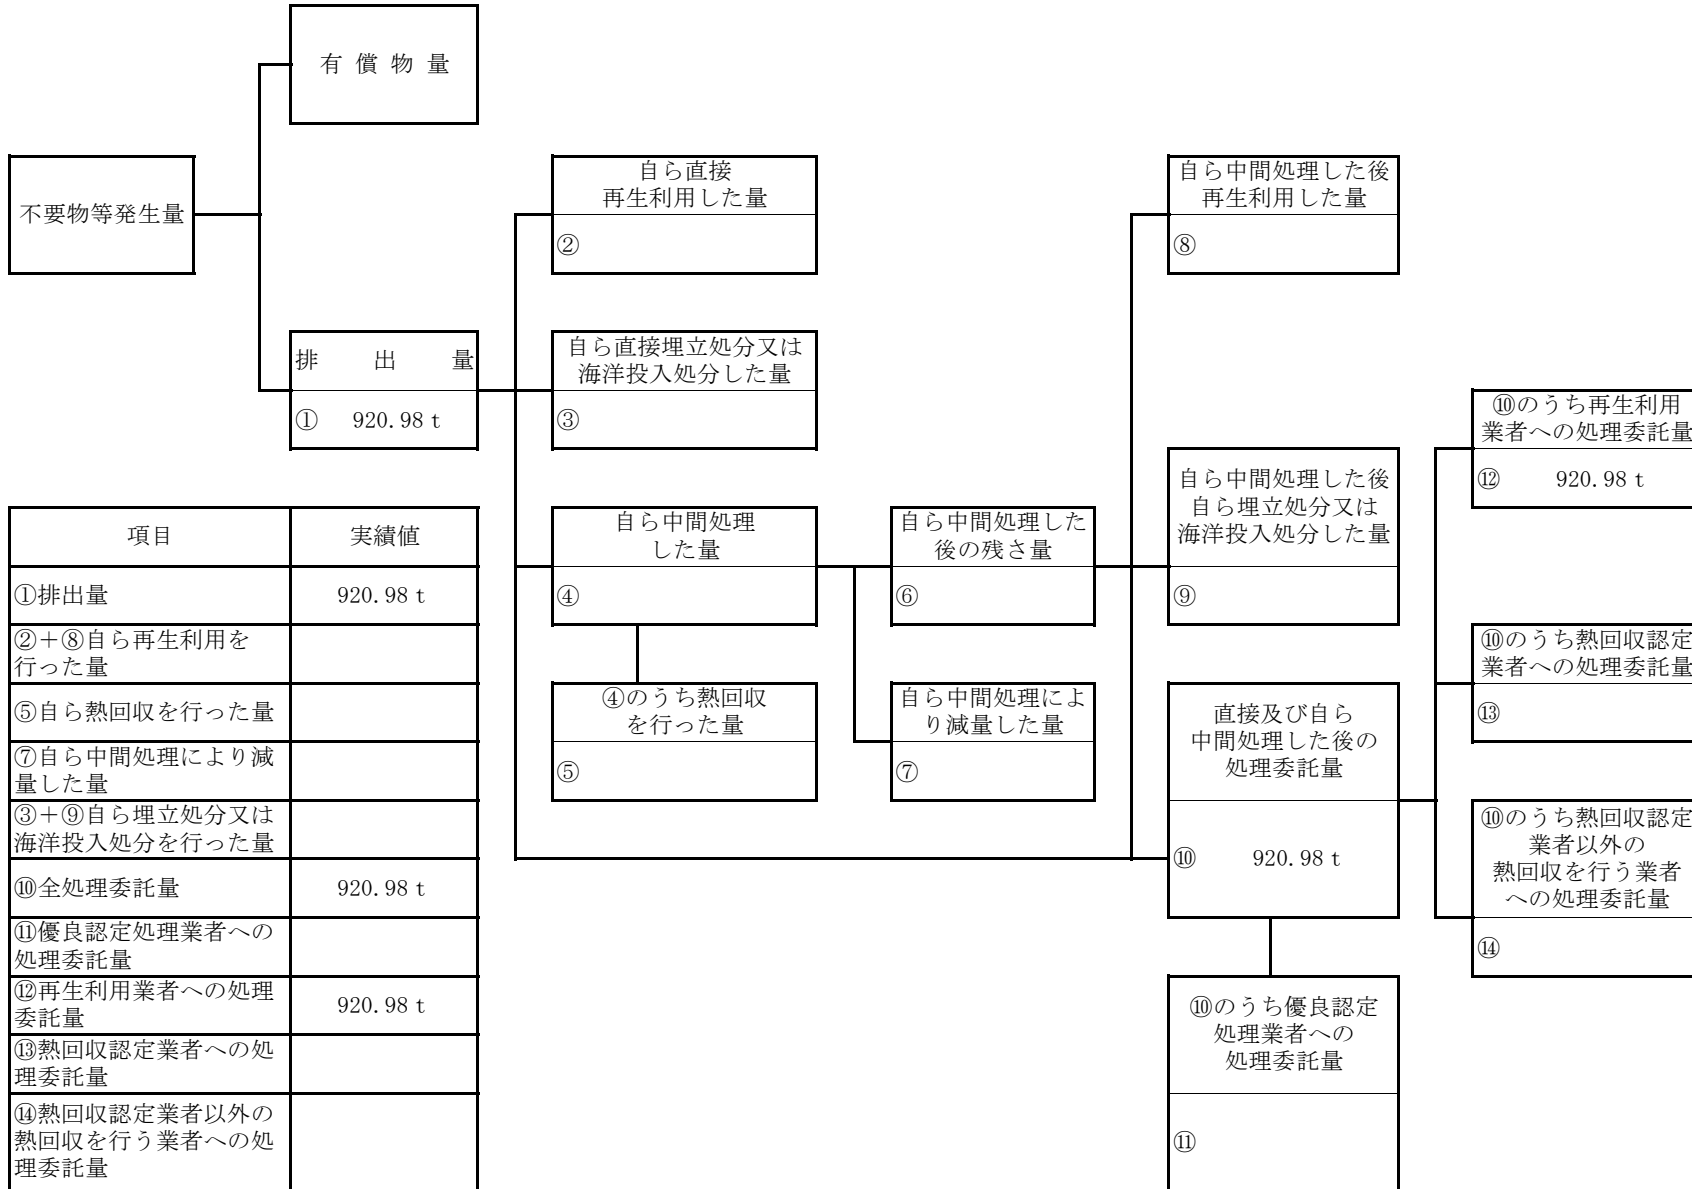 有 償 物 量
不要物等発生量
自ら直接
再生利用した量
②
自ら中間処理した後
再生利用した量
⑧
排 出 量
① 920.98 t
自ら直接埋立処分又は
海洋投入処分した量
③
自ら中間処理した後
自ら埋立処分又は
海洋投入処分した量
⑨
⑩のうち再生利用
業者への処理委託量
⑫ 920.98 t
自ら中間処理
した量
④
自ら中間処理した
後の残さ量
⑥
④のうち熱回収
を行った量
⑤
自ら中間処理によ
り減量した量
⑦
直接及び自ら
中間処理した後の
処理委託量
⑩ 920.98 t
⑩のうち熱回収認定
業者への処理委託量
⑬
⑩のうち熱回収認定
業者以外の
熱回収を行う業者
への処理委託量
⑭
⑩のうち優良認定
処理業者への
処理委託量
⑪
項目 実績値
①排出量 920.98 t
②＋⑧自ら再生利用を
行った量
⑤自ら熱回収を行った量
⑦自ら中間処理により減
量した量
③＋⑨自ら埋立処分又は
海洋投入処分を行った量
⑩全処理委託量 920.98 t
⑪優良認定処理業者への
処理委託量
⑫再生利用業者への処理
委託量 920.98 t
⑬熱回収認定業者への処
理委託量
⑭熱回収認定業者以外の
熱回収を行う業者への処
理委託量